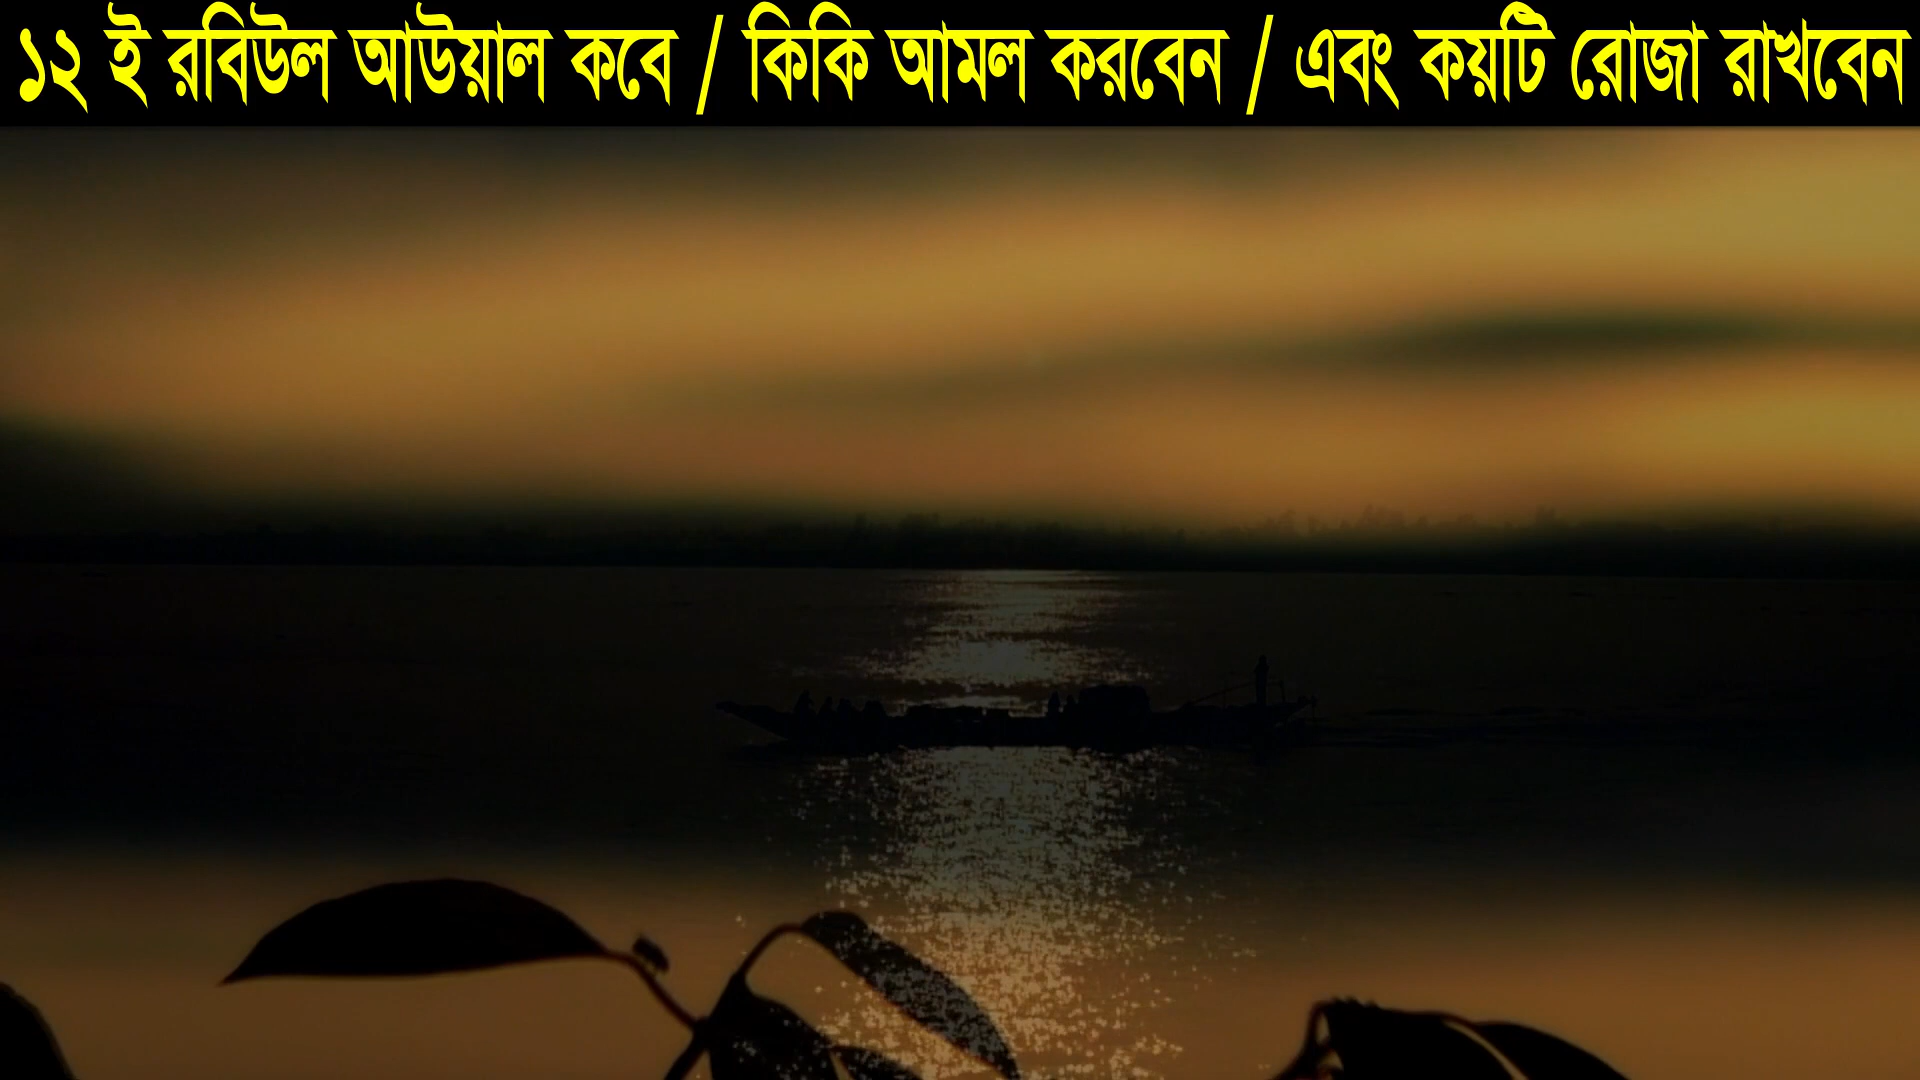 ১২ ই রবিউল আউয়াল কবে / কিকি আমল করবেন / এবং কয়টি রোজা রাখবেন